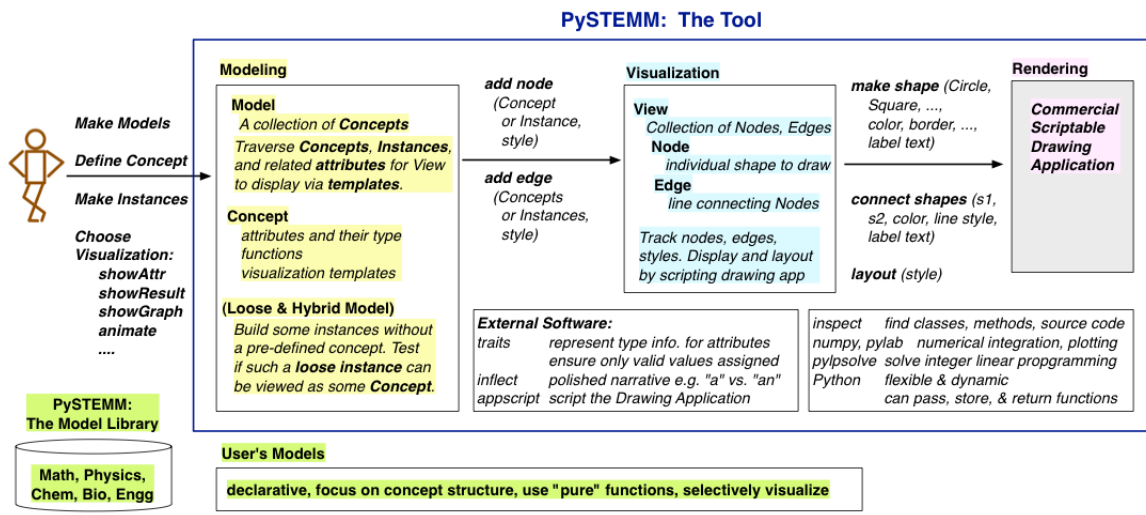 PySTEMM: The Tool
Make Models
Define Concept
Make Instances
Choose
Visualization:
showAttr
showResult
showGraph
animate
....
Modeling
Model
A collection of Concepts
Traverse Concepts, Instances,
and related attributes for View
to display via templates.
Concept
attributes and their type
functions
visualization templates
(Loose & Hybrid Model)
Build some instances without
a pre-defined concept. Test
if such a loose instance can
be viewed as some Concept.
add node
(Concept
or Instance,
style)
add edge
(Concepts
or Instances,
style)
Visualization
View
Collection of Nodes, Edges
Node
individual shape to draw
Edge
line connecting Nodes
Track nodes, edges,
styles. Display and layout
by scripting drawing app
make shape (Circle,
Square, ...,
color, border, ...,
label text)
connect shapes (s1,
s2, color, line style,
label text)
layout (style)
Rendering
Commercial
Scriptable
Drawing
Application
External Software:
traits represent type info. for attributes
ensure only valid values assigned
inflect polished narrative e.g. "a" vs. "an"
appscript script the Drawing Application
inspect find classes, methods, source code
numpy, pylab numerical integration, plotting
pylpsolve solve integer linear propgramming
Python flexible & dynamic
can pass, store, & return functions
PySTEMM:
The Model Library
Math, Physics,
Chem, Bio, Engg
User's Models
declarative, focus on concept structure, use "pure" functions, selectively visualize